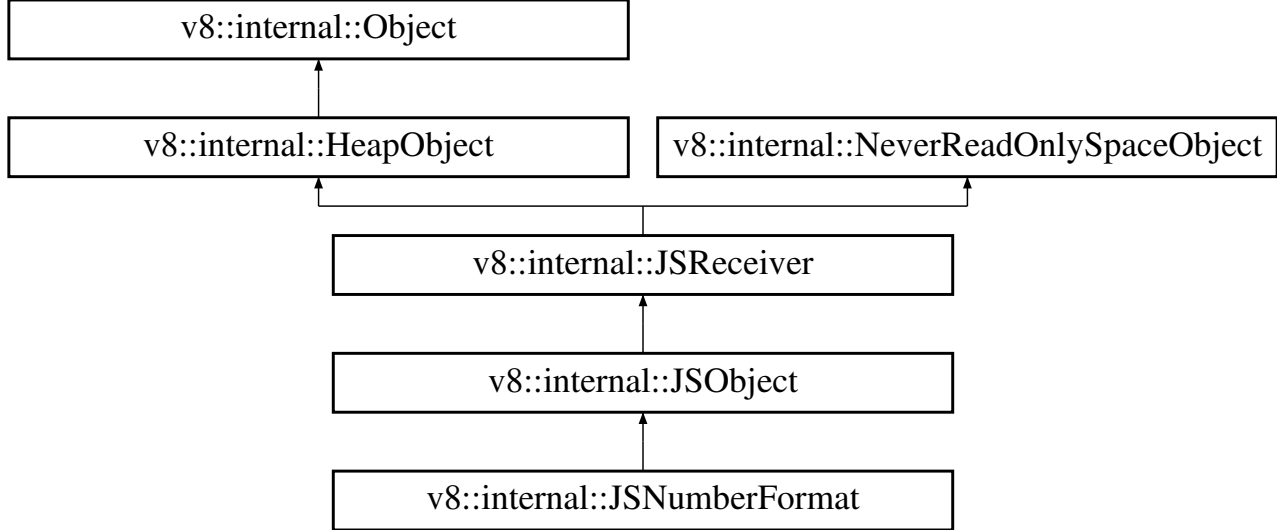 v8::internal::Object
v8::internal::HeapObject
v8::internal::NeverReadOnlySpaceObject
v8::internal::JSReceiver
v8::internal::JSObject
v8::internal::JSNumberFormat